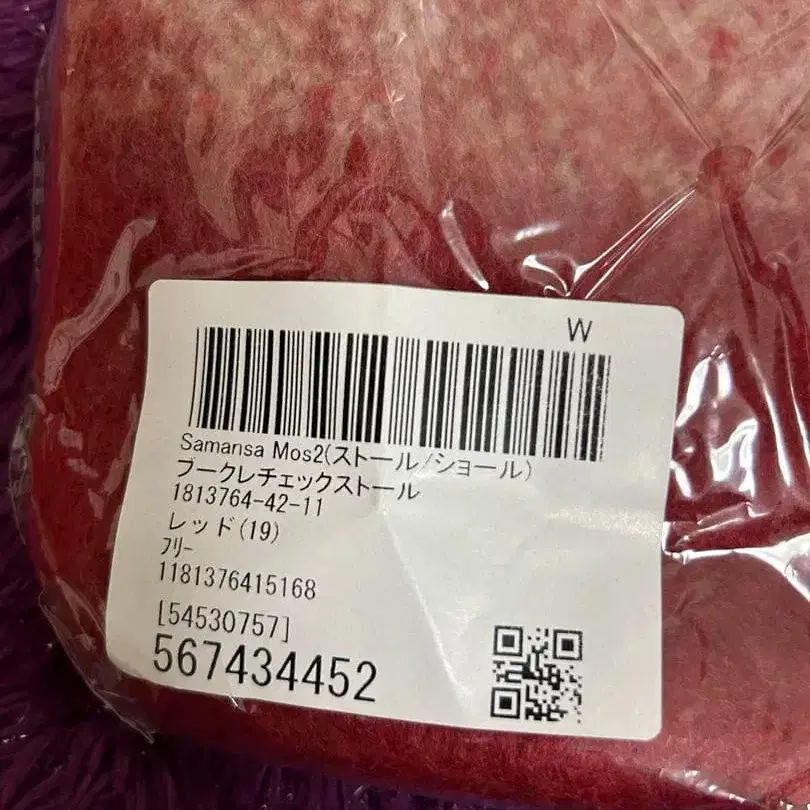 W
Samansa Mos2(ストール/ショール)
ブークレチェックストール
1813764-42-11
レッド(19)
フリー
1181376415168
[54530757]
567434452